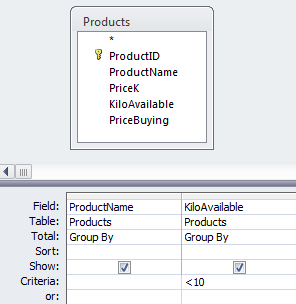 Products
*
ProductID
ProductName
PriceK
KiloAvailable
PriceBuying
Field: ProductName KiloAvailable
Table: Products Products
Total: Group By Group By
Sort:
Show:
Criteria: <10
or: